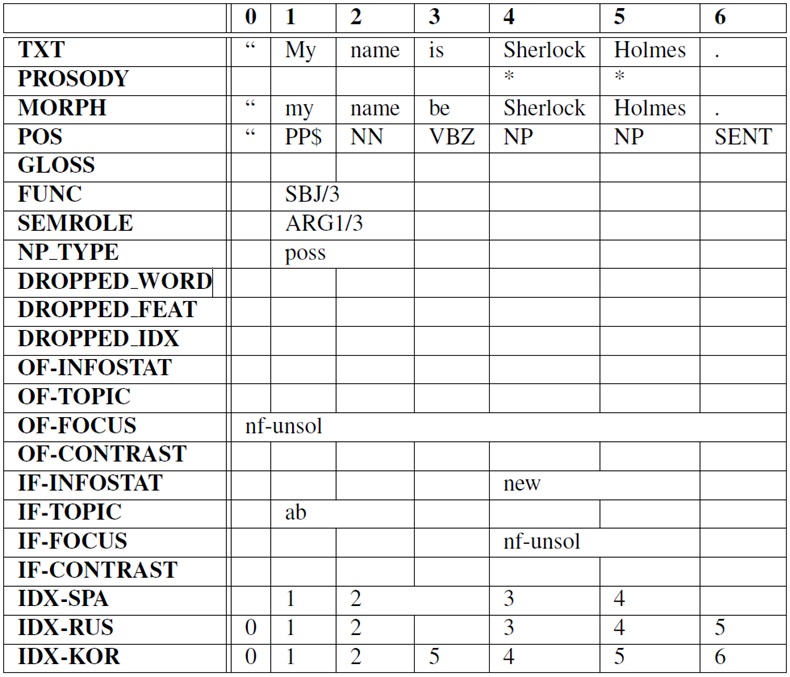 0 1 2 3 4 5 6
TXT “ My name is Sherlock Holmes .
PROSODY * *
MORPH “ my name be Sherlock Holmes .
POS “ PP$ NN VBZ NP NP SENT
GLOSS
FUNC SBJ/3
SEMROLE ARG1/3
NP_TYPE poss
DROPPED_WORD
DROPPED_FEAT
DROPPED_IDX
OF-INFOSTAT
OF-TOPIC
OF-FOCUS nf-unsol
OF-CONTRAST
IF-INFOSTAT new
IF-TOPIC ab
IF-FOCUS nf-unsol
IF-CONTRAST
IDX-SPA 1 2 3 4
IDX-RUS 0 1 2 3 4 5
IDX-KOR 0 1 2 5 4 5 6